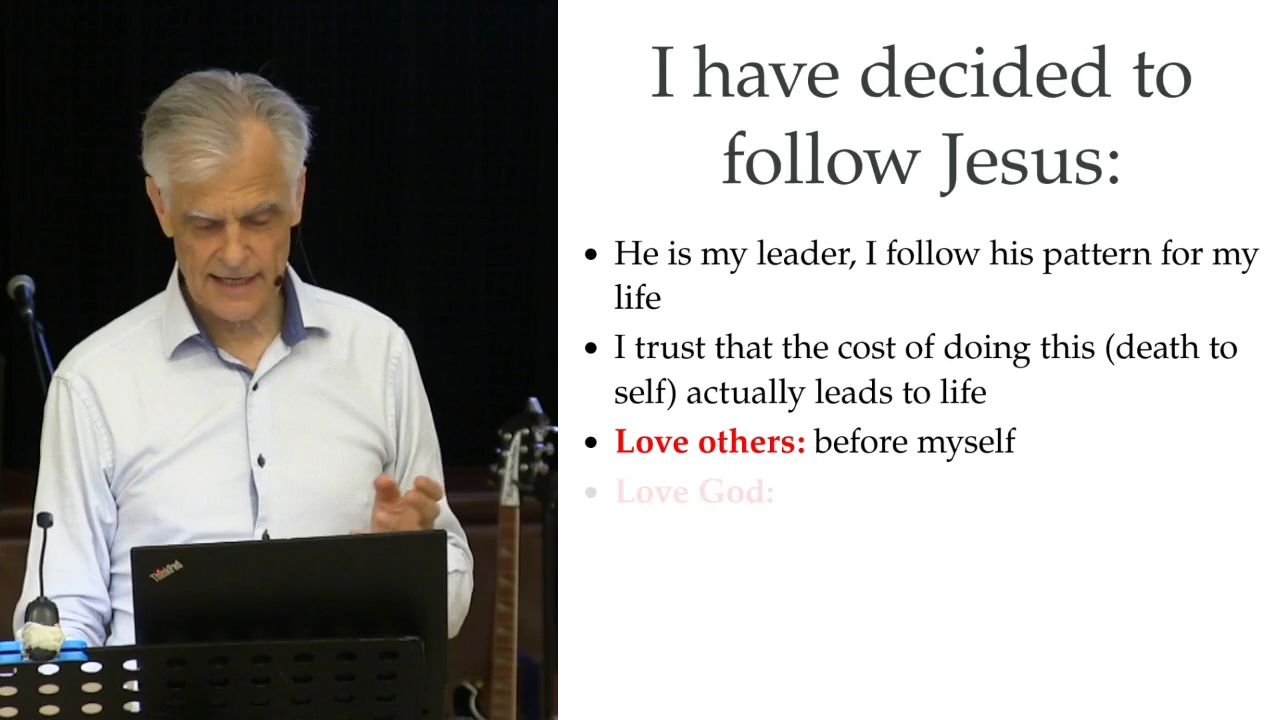 I have decided to
follow Jesus:
• He is my leader, I follow his pattern for my
life
• I trust that the cost of doing this (death to
self) actually leads to life
• Love others: before myself
• Love God:
ThinkPad